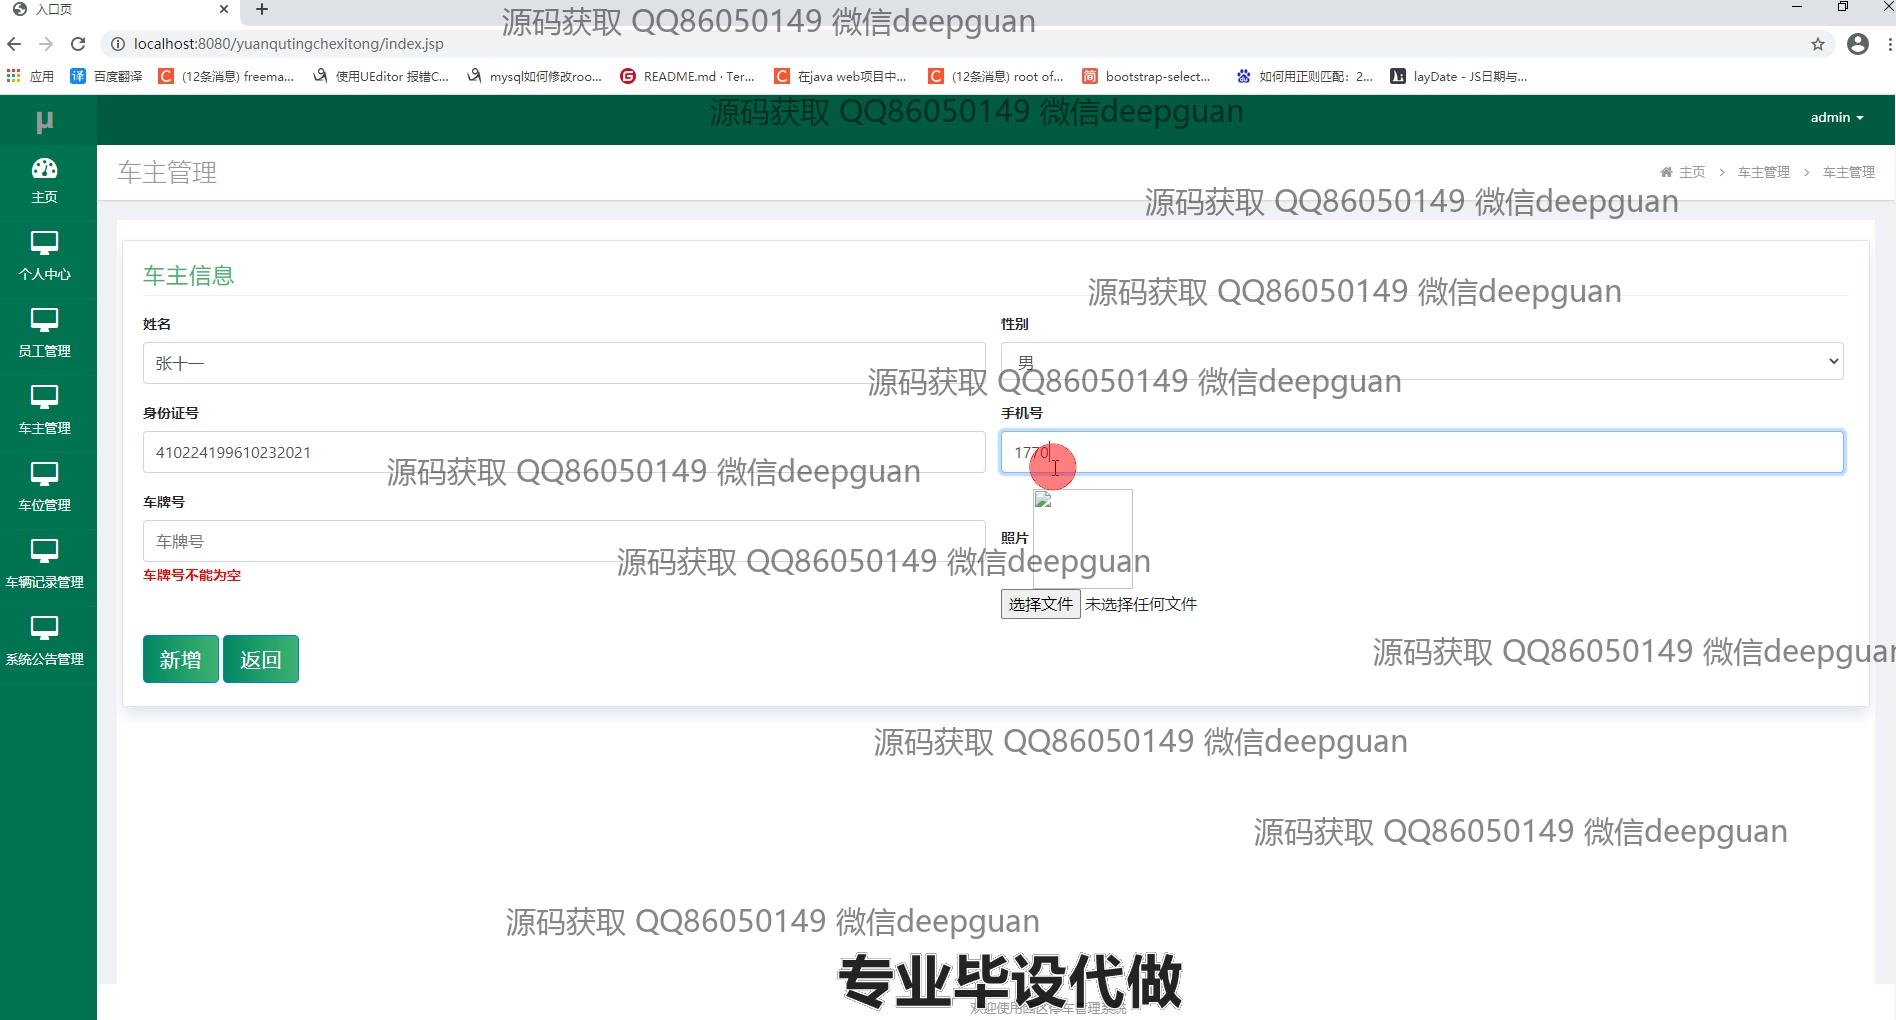 入口页
源码获取 QQ86050149 微信deepguan
localhost:8080/yuanqutingchexitong/index.jsp
应用 百度翻译 (12条消息) freema... 使用UEditor 报错C... mysql如何修改roo... README.md · Ter... 在java web项目中... (12条消息) root of... bootstrap-select... 如何用正则匹配：2... layDate - JS日期与...
μ
源码获取 QQ86050149 微信deepguan
admin
主页
个人中心
员工管理
车主管理
车位管理
车辆记录管理
系统公告管理
车主管理
主页 > 车主管理 > 车主管理
源码获取 QQ86050149 微信deepguan
车主信息
源码获取 QQ86050149 微信deepguan
姓名 性别
张十一 男
源码获取 QQ86050149 微信deepguan
身份证号 手机号
410224199610232021 1770
源码获取 QQ86050149 微信deepguan
车牌号
车牌号
照片
源码获取 QQ86050149 微信deepguan
车牌号不能为空
选择文件 未选择任何文件
新增 返回
源码获取 QQ86050149 微信deepguan
源码获取 QQ86050149 微信deepguan
源码获取 QQ86050149 微信deepguan
源码获取 QQ86050149 微信deepguan
专业毕设代做
欢迎使用园区停车管理系统